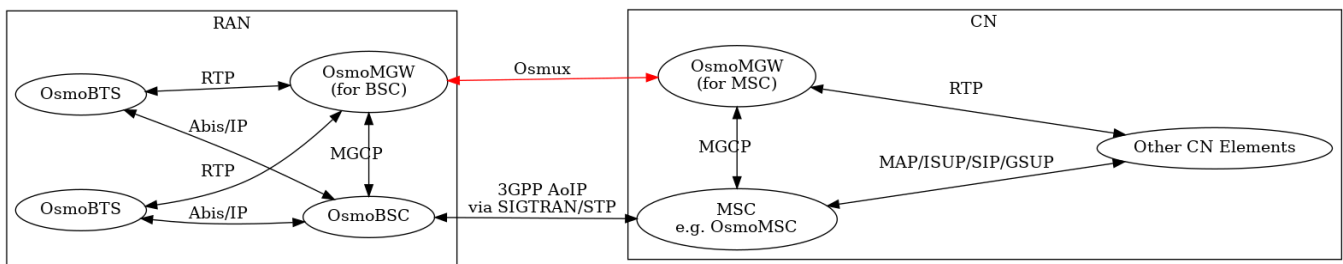 RAN
CN
OsmoBTS
RTP
OsmoMGW
(for BSC)
Osmux
OsmoMGW
(for MSC)
RTP
Abis/IP
MGCP
MGCP
Other CN Elements
RTP
MAP/ISUP/SIP/GSUP
OsmoBTS
Abis/IP
OsmoBSC
3GPP AoIP
via SIGTRAN/STP
MSC
e.g. OsmoMSC